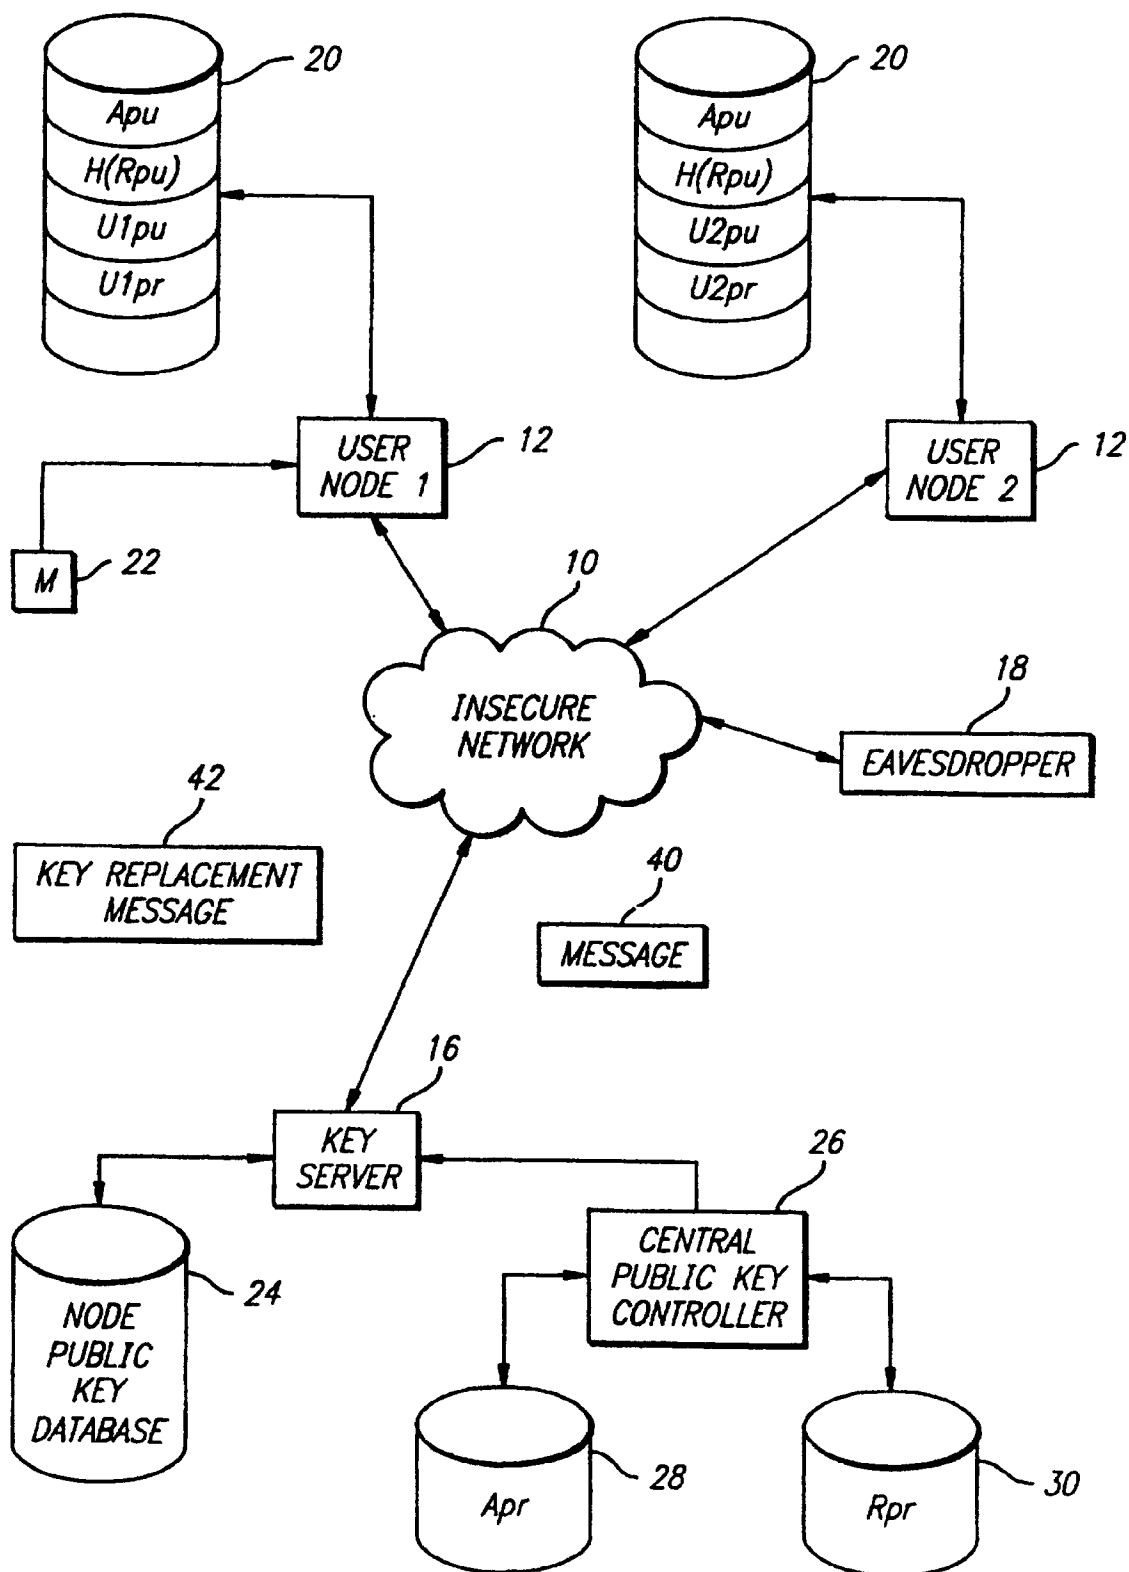 20
Apu
H(Rpu)
U1pu
U1pr
20
Apu
H(Rpu)
U2pu
U2pr
USER
NODE 1
12
USER
NODE 2
12
M
22
10
INSECURE
NETWORK
18
EAVESDROPPER
42
KEY REPLACEMENT
MESSAGE
40
MESSAGE
16
KEY
SERVER
26
CENTRAL
PUBLIC KEY
CONTROLLER
24
NODE
PUBLIC
KEY
DATABASE
28
Apr
30
Rpr